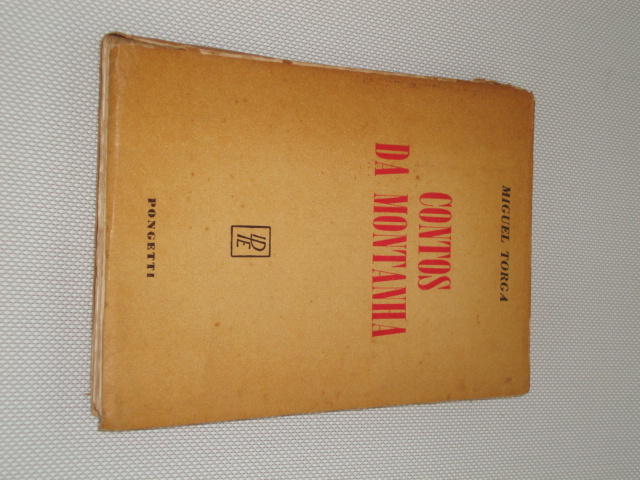 MIGUEL TORGA
CONTOS
DA MONTANHA
PONGETTI